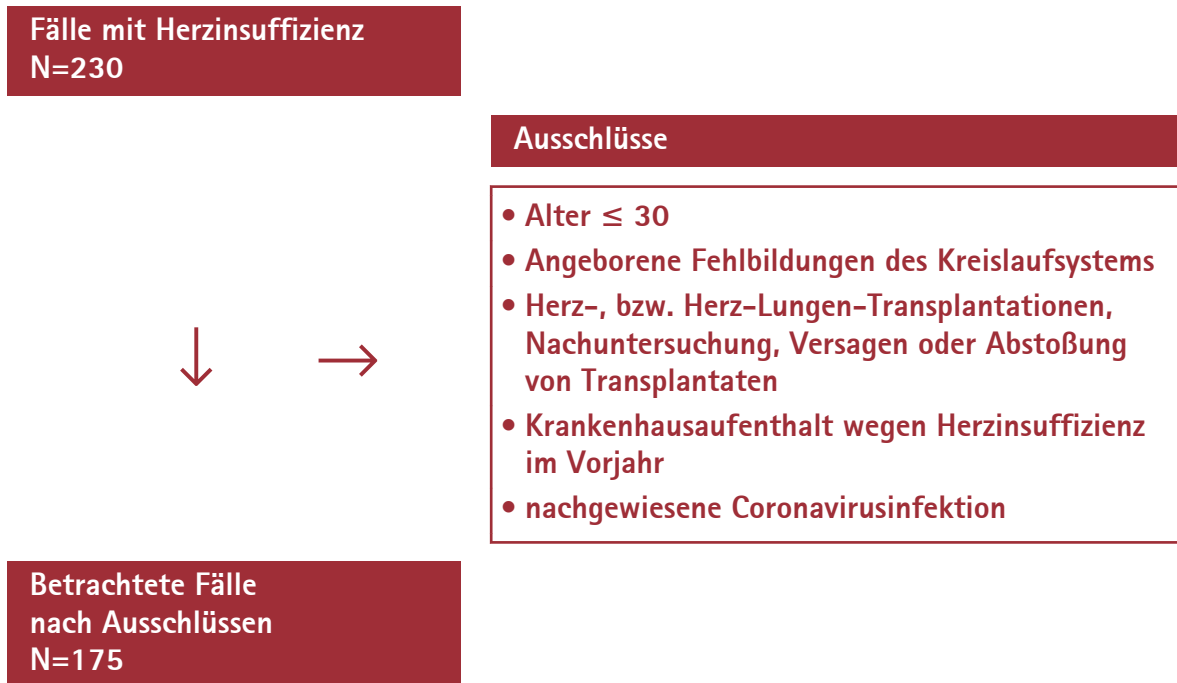 Fälle mit Herzinsuffizienz
N=230
Ausschlüsse
• Alter ≤ 30
• Angeborene Fehlbildungen des Kreislaufsystems
• Herz-, bzw. Herz-Lungen-Transplantationen,
Nachuntersuchung, Versagen oder Abstoßung
von Transplantaten
• Krankenhausaufenthalt wegen Herzinsuffizienz
im Vorjahr
• nachgewiesene Coronavirusinfektion
Betrachtete Fälle
nach Ausschlüssen
N=175